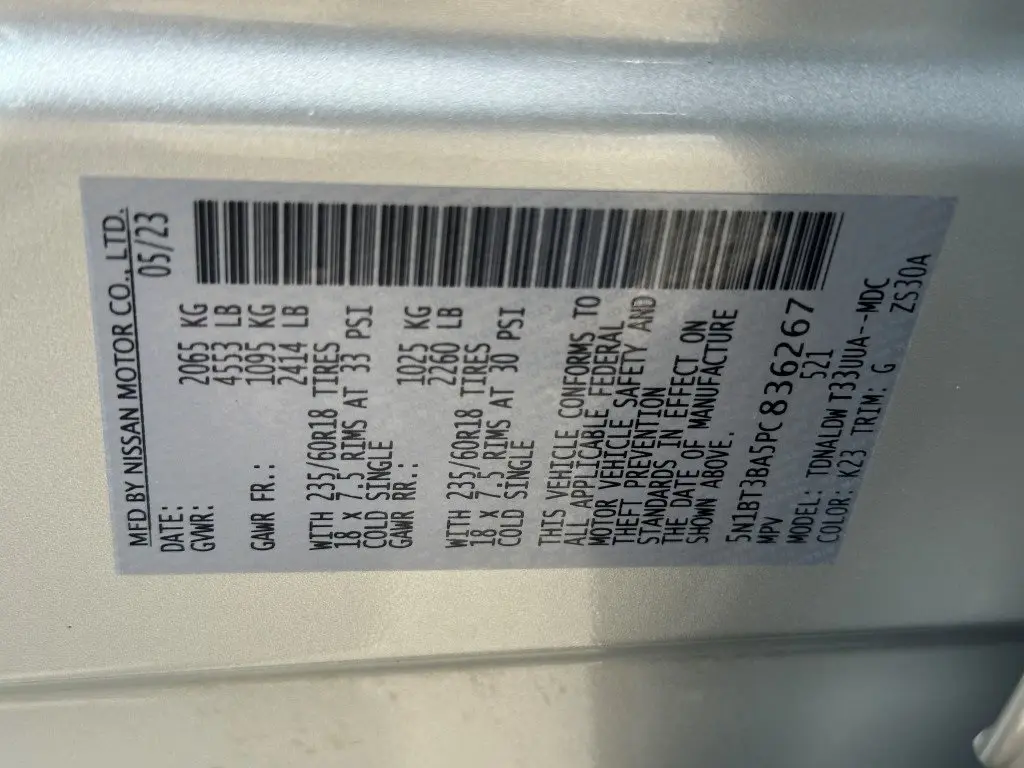 MFD BY NISSAN MOTOR CO., LTD.
DATE: 05/23
GVWR: 2065 KG
4553 LB
GAWR FR.: 1095 KG
2414 LB
WITH 235/60R18 TIRES
18 X 7.5 RIMS AT 33 PSI
COLD SINGLE
GAWR RR.: 1025 KG
2260 LB
WITH 235/60R18 TIRES
18 X 7.5 RIMS AT 30 PSI
COLD SINGLE
THIS VEHICLE CONFORMS TO
ALL APPLICABLE FEDERAL
MOTOR VEHICLE SAFETY AND
THEFT PREVENTION
STANDARDS IN EFFECT ON
THE DATE OF MANUFACTURE
SHOWN ABOVE.
5N1BT3BA5PC836267
MPV 521
MODEL: TDNALDW T33UUA--MDC
COLOR: K23 TRIM: G ZS30A